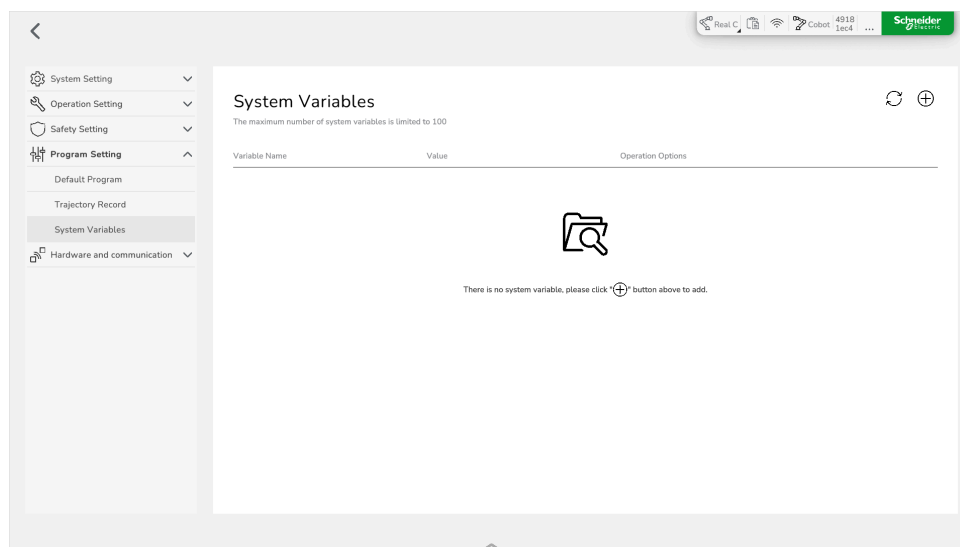 Real C
Cobot
4918
1ec4
...
Schneider
Electric
System Setting
Operation Setting
Safety Setting
Program Setting
Default Program
Trajectory Record
System Variables
Hardware and communication
System Variables
The maximum number of system variables is limited to 100
Variable Name Value Operation Options
There is no system variable, please click "⊕" button above to add.